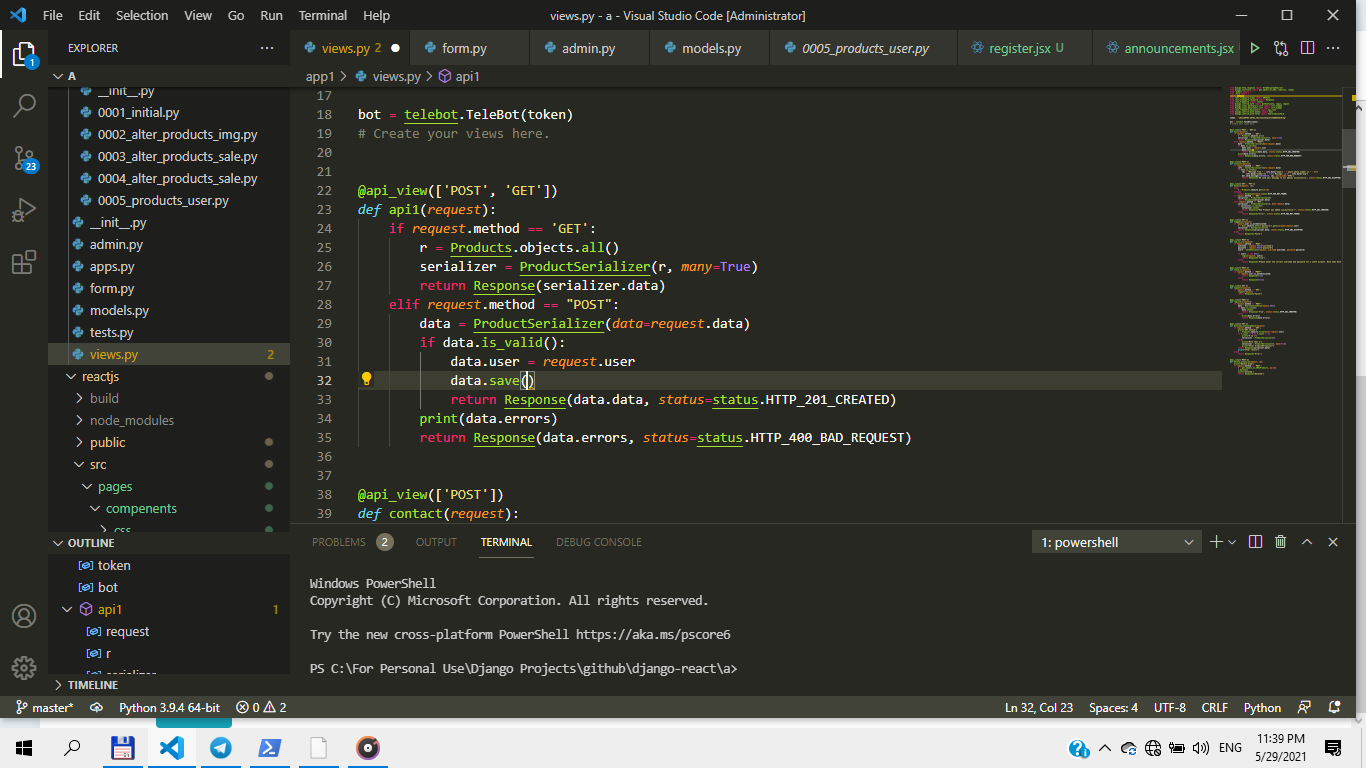 File Edit Selection View Go Run Terminal Help views.py - a - Visual Studio Code [Administrator]
EXPLORER
views.py 2 form.py admin.py models.py 0005_products_user.py register.jsx U announcements.jsx
A
app1 > views.py > api1
__init__.py
0001_initial.py
0002_alter_products_img.py
0003_alter_products_sale.py
0004_alter_products_sale.py
0005_products_user.py
__init__.py
admin.py
apps.py
form.py
models.py
tests.py
views.py 2
reactjs
build
node_modules
public
src
pages
compenents
css
1
23
17
18 bot = telebot.TeleBot(token)
19 # Create your views here.
20
21
22 @api_view(['POST', 'GET'])
23 def api1(request):
24 if request.method == 'GET':
25 r = Products.objects.all()
26 serializer = ProductSerializer(r, many=True)
27 return Response(serializer.data)
28 elif request.method == "POST":
29 data = ProductSerializer(data=request.data)
30 if data.is_valid():
31 data.user = request.user
32 data.save()
33 return Response(data.data, status=status.HTTP_201_CREATED)
34 print(data.errors)
35 return Response(data.errors, status=status.HTTP_400_BAD_REQUEST)
36
37
38 @api_view(['POST'])
39 def contact(request):
OUTLINE
token
bot
api1 1
request
r
serializer
TIMELINE
PROBLEMS 2 OUTPUT TERMINAL DEBUG CONSOLE 1: powershell
Windows PowerShell
Copyright (C) Microsoft Corporation. All rights reserved.
Try the new cross-platform PowerShell https://aka.ms/pscore6
PS C:\For Personal Use\Django Projects\github\django-react\a>
master* Python 3.9.4 64-bit 0 2 Ln 32, Col 23 Spaces: 4 UTF-8 CRLF Python
ENG 11:39 PM
5/29/2021